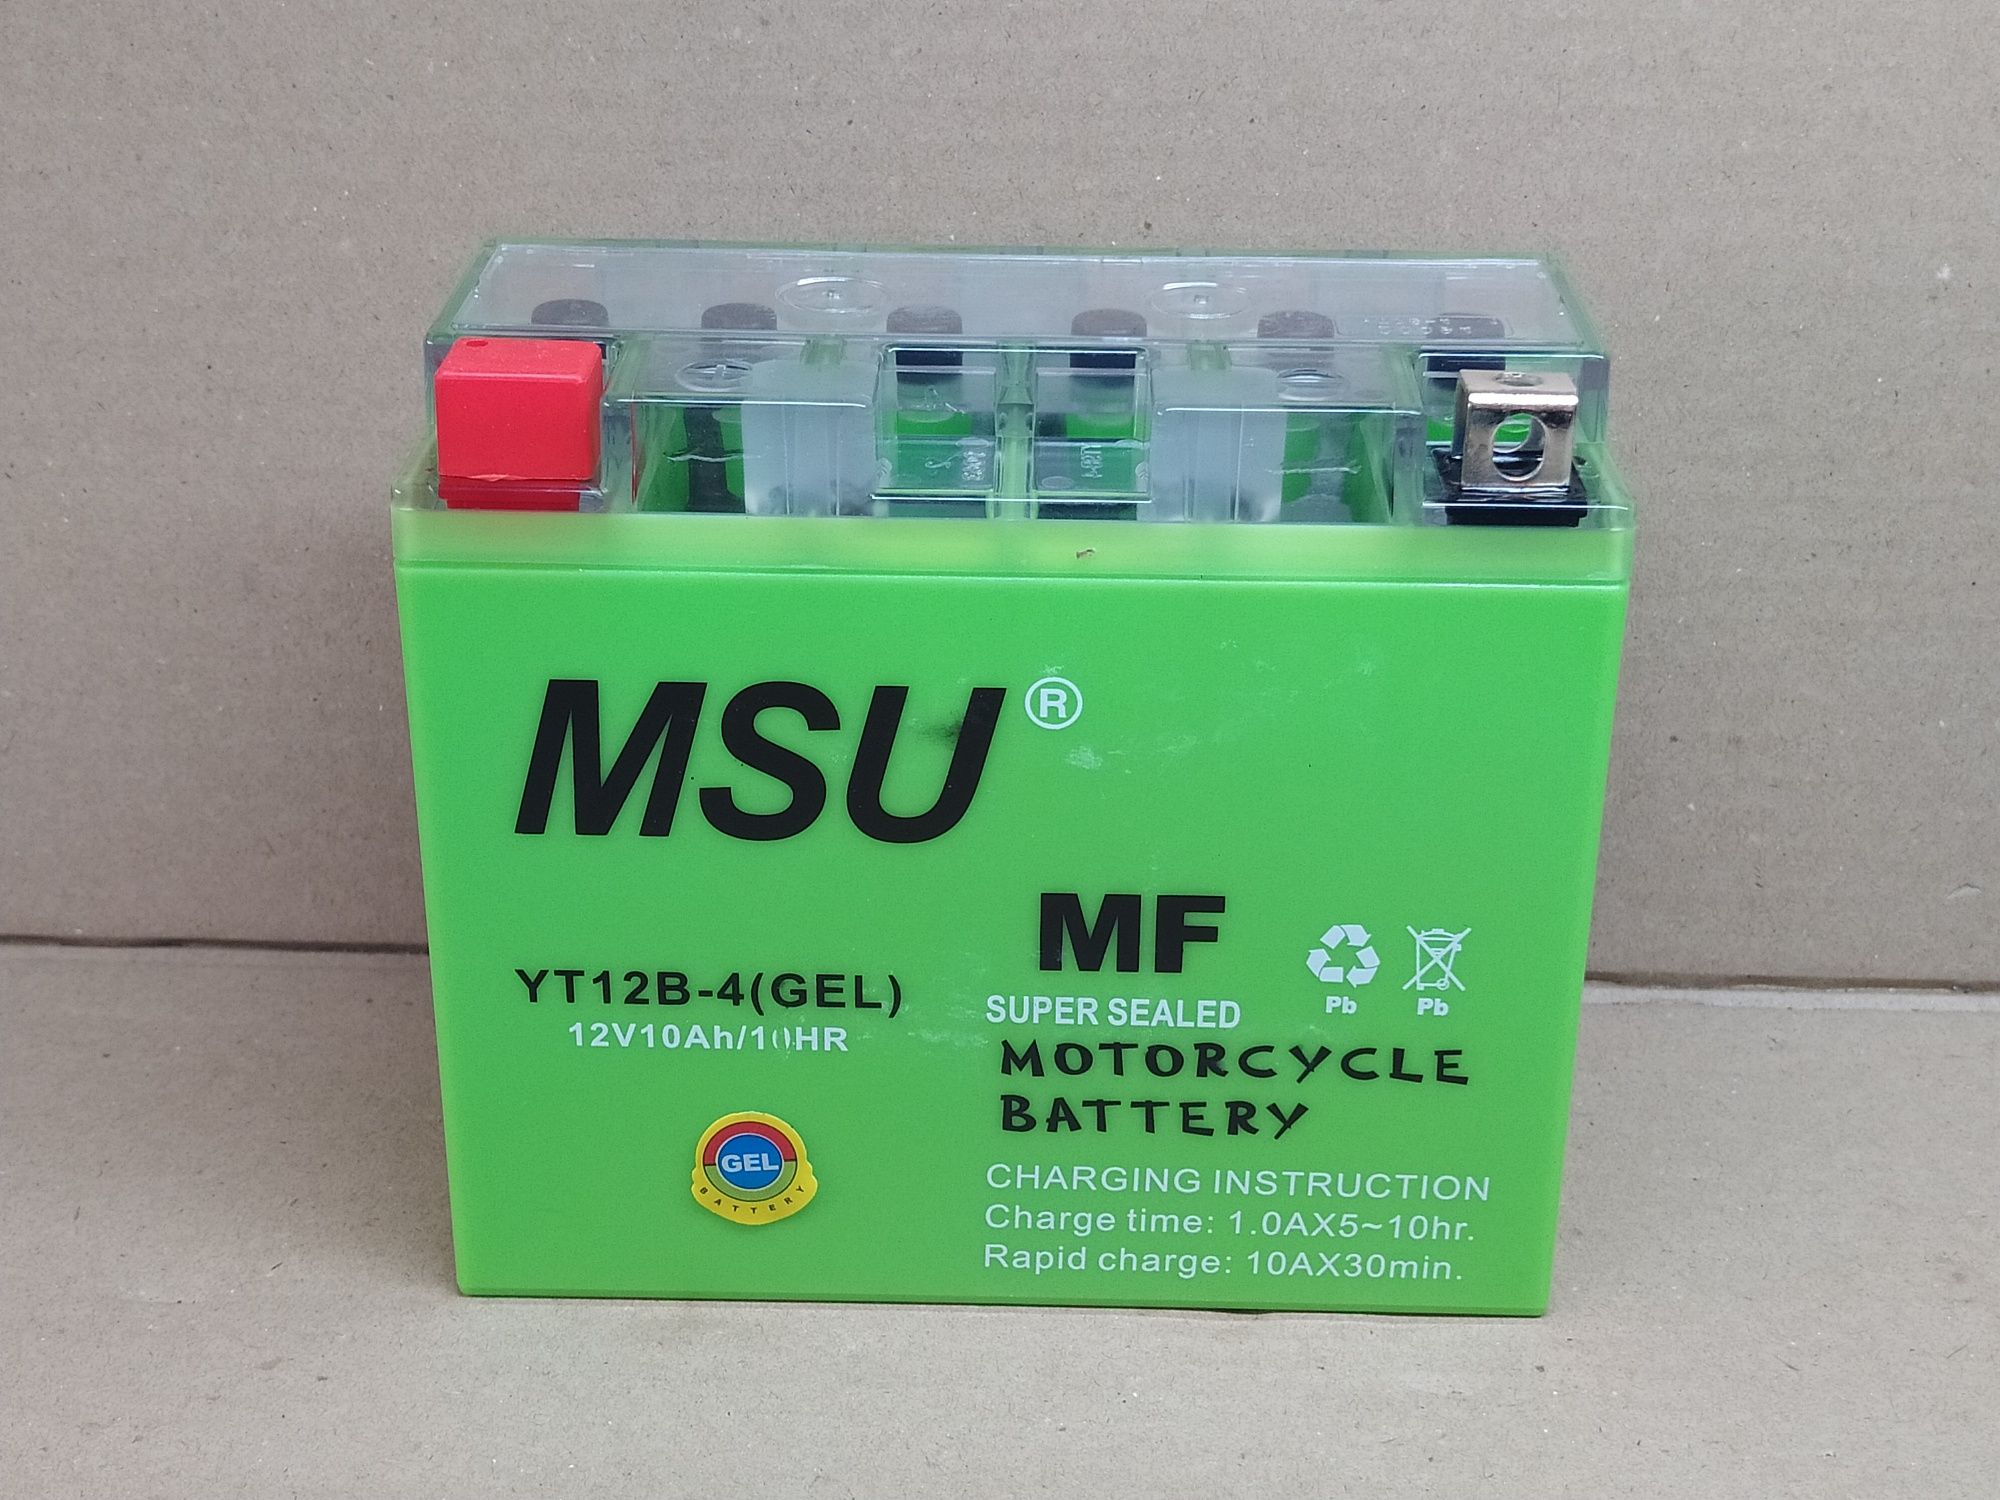 MSU®
MF
YT12B-4(GEL)
12V10Ah/10HR
Pb Pb
SUPER SEALED
MOTORCYCLE
BATTERY
GEL
BATTERY
CHARGING INSTRUCTION
Charge time: 1.0AX5~10hr.
Rapid charge: 10AX30min.